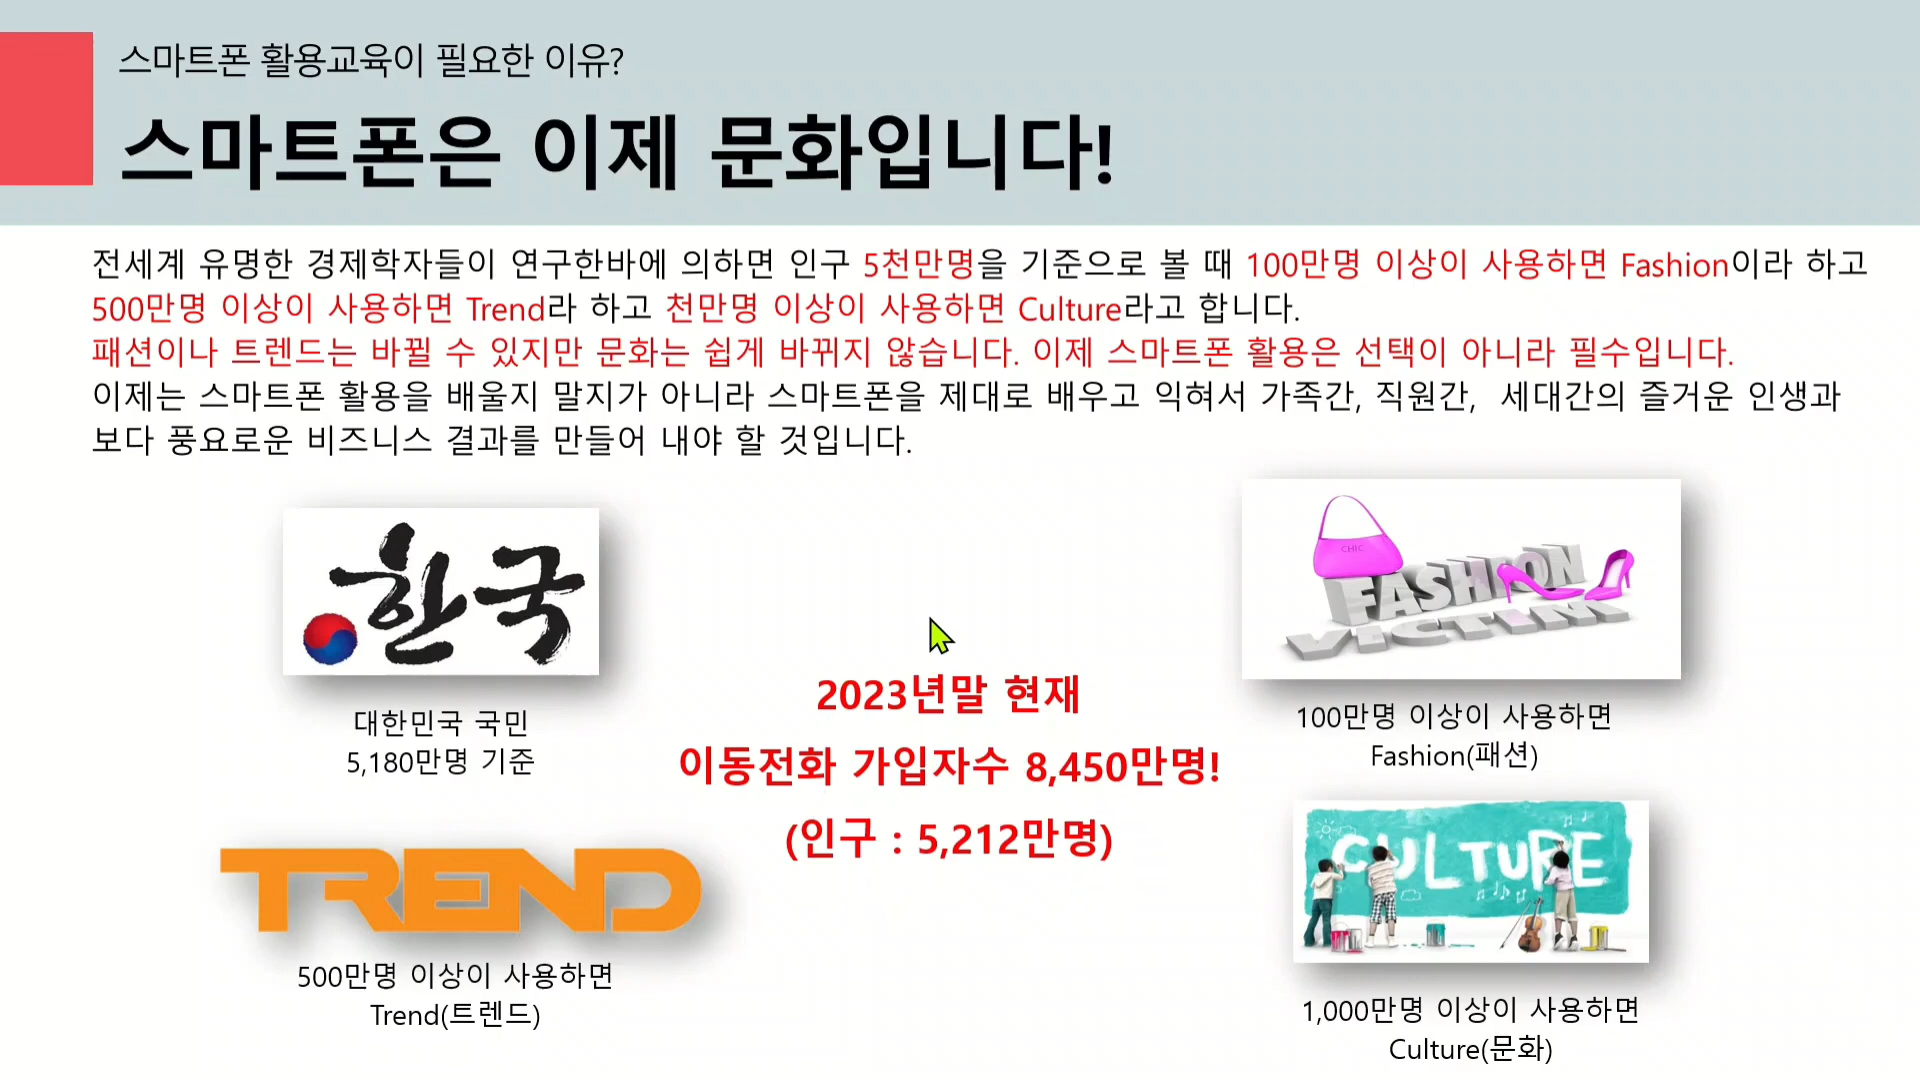 스마트폰 활용교육이 필요한 이유?
스마트폰은 이제 문화입니다!
전세계 유명한 경제학자들이 연구한바에 의하면 인구 5천만명을 기준으로 볼 때 100만명 이상이 사용하면 Fashion이라 하고
500만명 이상이 사용하면 Trend라 하고 천만명 이상이 사용하면 Culture라고 합니다.
패션이나 트렌드는 바뀔 수 있지만 문화는 쉽게 바뀌지 않습니다. 이제 스마트폰 활용은 선택이 아니라 필수입니다.
이제는 스마트폰 활용을 배울지 말지가 아니라 스마트폰을 제대로 배우고 익혀서 가족간, 직원간, 세대간의 즐거운 인생과
보다 풍요로운 비즈니스 결과를 만들어 내야 할 것입니다.
한국
대한민국 국민
5,180만명 기준
TREND
500만명 이상이 사용하면
Trend(트렌드)
2023년말 현재
이동전화 가입자수 8,450만명!
(인구 : 5,212만명)
CHIC
FASHION
VICTIM
100만명 이상이 사용하면
Fashion(패션)
CULTURE
1,000만명 이상이 사용하면
Culture(문화)